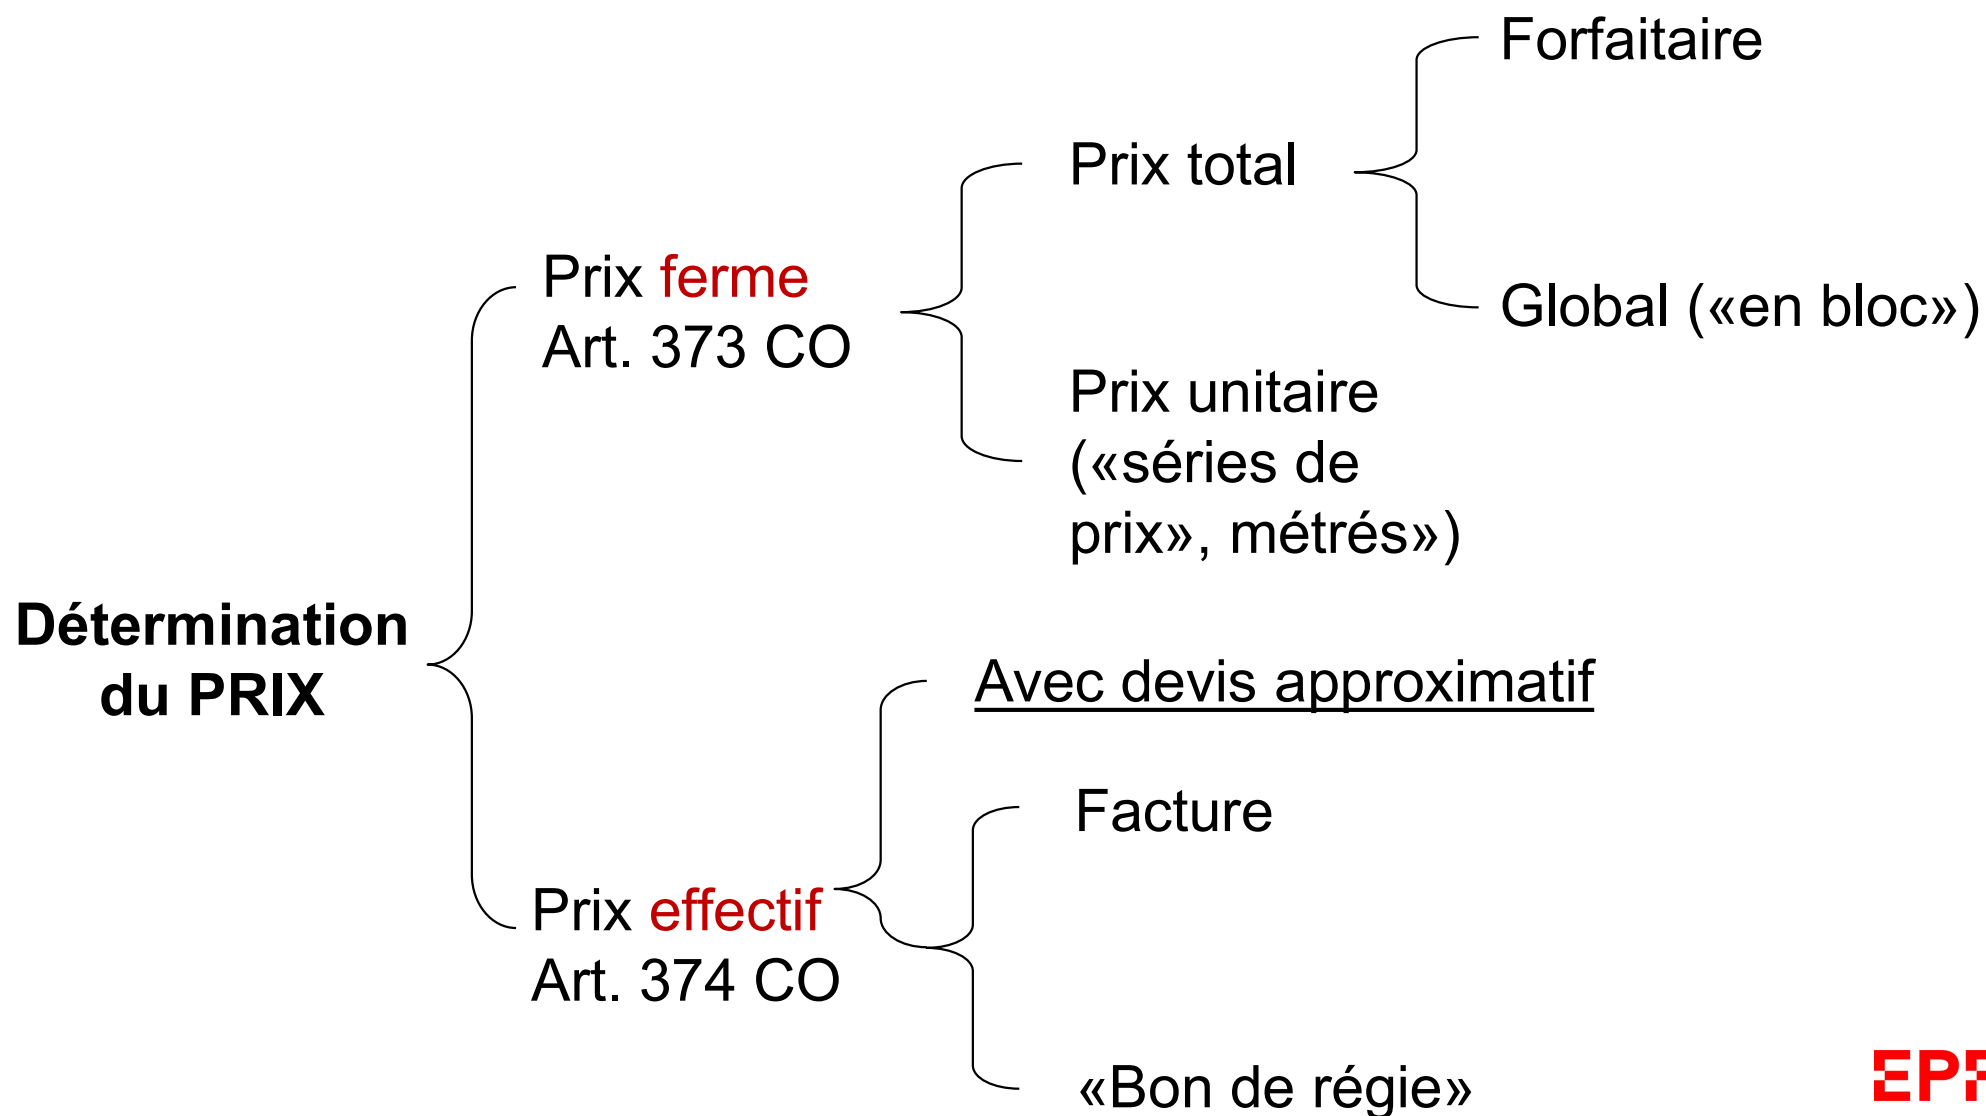 Forfaitaire
Prix total
Prix ferme
Art. 373 CO
Global («en bloc»)
Prix unitaire
(«séries de
prix», métrés»)
Détermination
du PRIX
Avec devis approximatif
Facture
Prix effectif
Art. 374 CO
«Bon de régie»